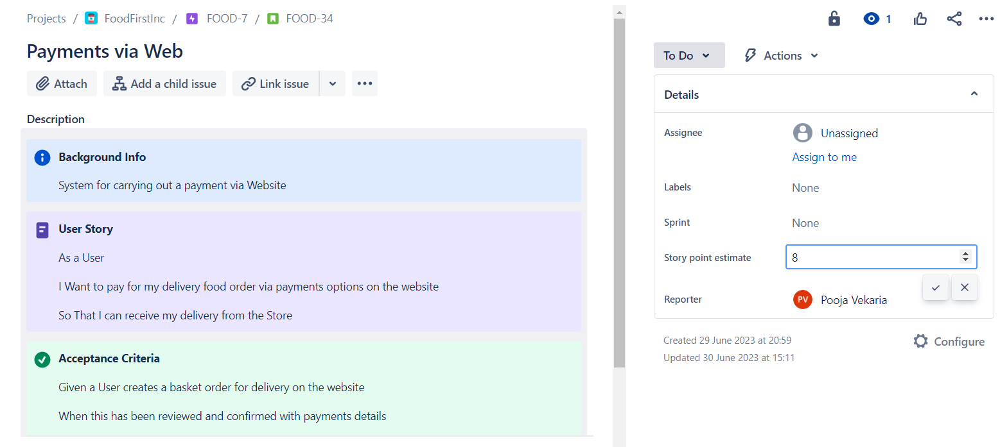 Projects / FoodFirstInc / FOOD-7 / FOOD-34
Payments via Web
Attach Add a child issue Link issue
Description
Background Info
System for carrying out a payment via Website
User Story
As a User
I Want to pay for my delivery food order via payments options on the website
So That I can receive my delivery from the Store
Acceptance Criteria
Given a User creates a basket order for delivery on the website
When this has been reviewed and confirmed with payments details
1
To Do Actions
Details
Assignee Unassigned
Assign to me
Labels None
Sprint None
Story point estimate 8
Reporter PV Pooja Vekaria
Created 29 June 2023 at 20:59 Configure
Updated 30 June 2023 at 15:11